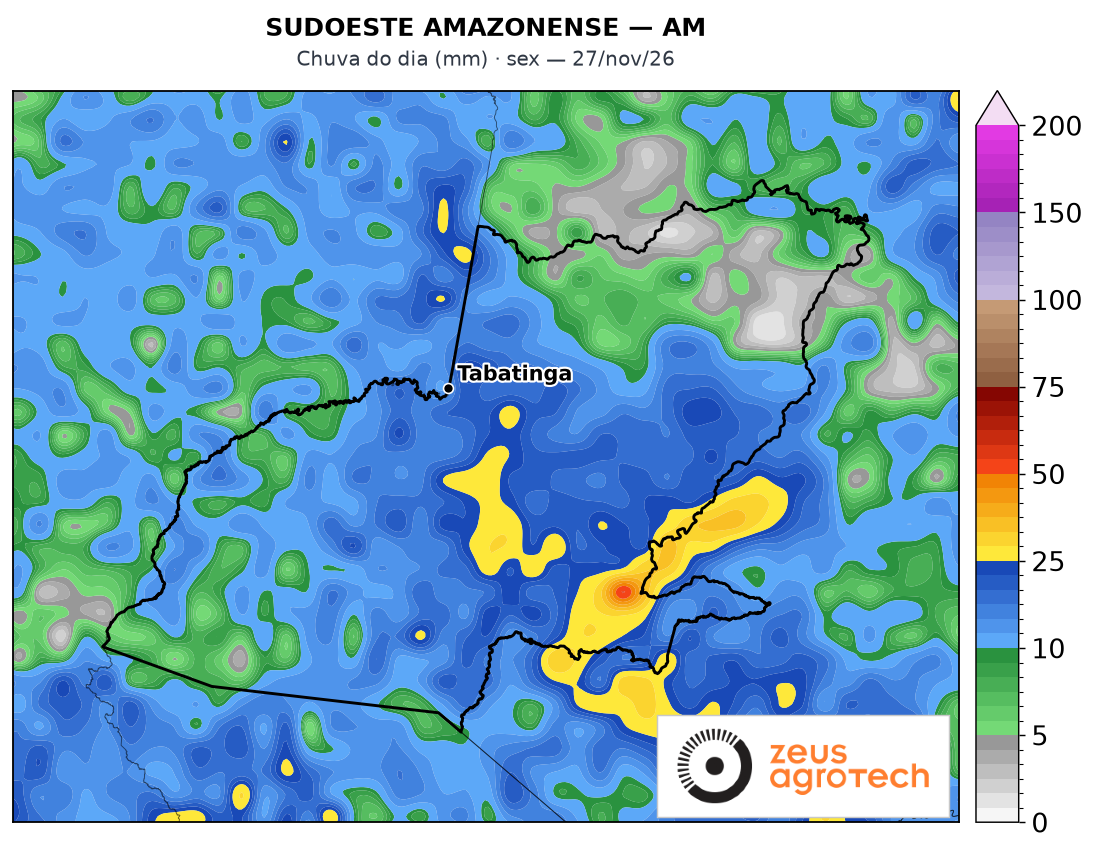 SUDOESTE AMAZONENSE — AM
Chuva do dia (mm) · sex — 27/nov/26
200
150
100
75
50
25
10
5
0
Tabatinga
zeus
agrotech